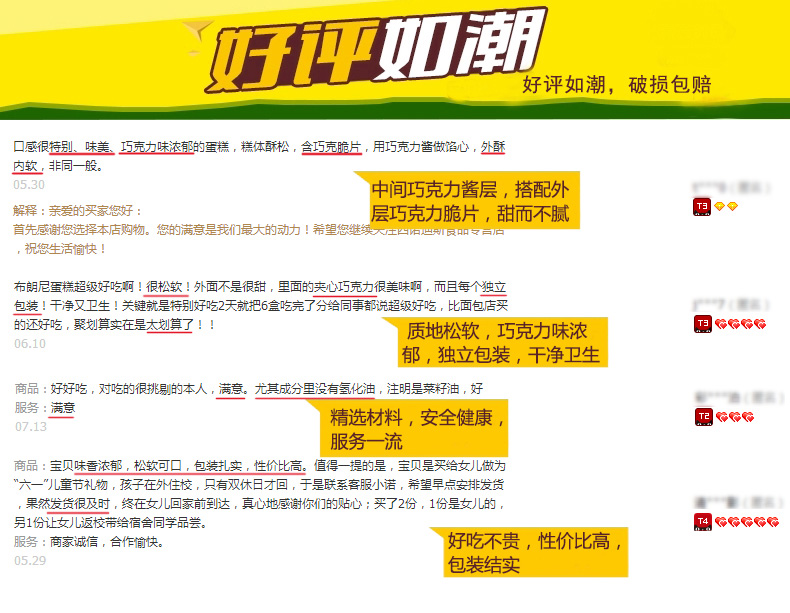 好评如潮
好评如潮，破损包赔
口感很特别、味美、巧克力味浓郁的蛋糕，糕体酥松，含巧克脆片，用巧克力酱做馅心，外酥
内软，非同一般。
05.30
中间巧克力酱层，搭配外
层巧克力脆片，甜而不腻
解释：亲爱的买家您好：
首先感谢您选择本店购物。您的满意是我们最大的动力！希望您继续关注西诺迪斯食品专营店
，祝您生活愉快！
T3
布朗尼蛋糕超级好吃啊！很松软！外面不是很甜，里面的夹心巧克力很美味啊，而且每个独立
包装！干净又卫生！关键就是特别好吃2天就把6盒吃完了分给同事都说超级好吃，比面包店买
的还好吃，聚划算实在是太划算了！！
06.10
质地松软，巧克力味浓
郁，独立包装，干净卫生
T3
商品：好好吃，对吃的很挑剔的本人，满意。尤其成分里没有氢化油，注明是菜籽油，好
服务：满意
07.13
精选材料，安全健康，
服务一流
T2
商品：宝贝味香浓郁，松软可口，包装扎实，性价比高。值得一提的是，宝贝是买给女儿做为
“六一”儿童节礼物，孩子在外住校，只有双休日才回，于是联系客服小诺，希望早点安排发货
，果然发货很及时，终在女儿回家前到达，真心地感谢你们的贴心；买了2份，1份是女儿的，
另1份让女儿返校带给宿舍同学品尝。
服务：商家诚信，合作愉快。
05.29
好吃不贵，性价比高，
包装结实
T4